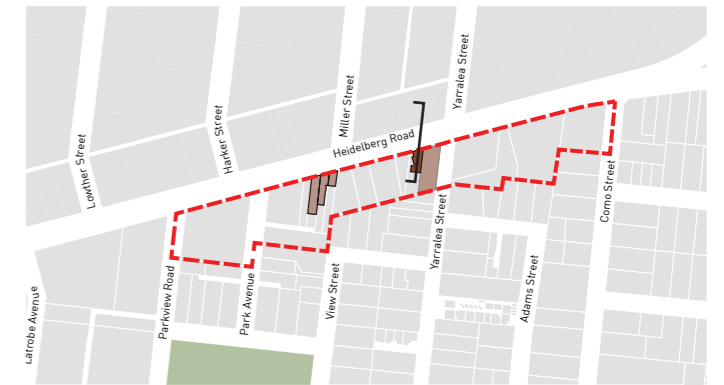 Lowther Street
Harker Street
Miller Street
Yarralea Street
Heidelberg Road
Latrobe Avenue
Parkview Road
Park Avenue
View Street
Yarralea Street
Adams Street
Como Street